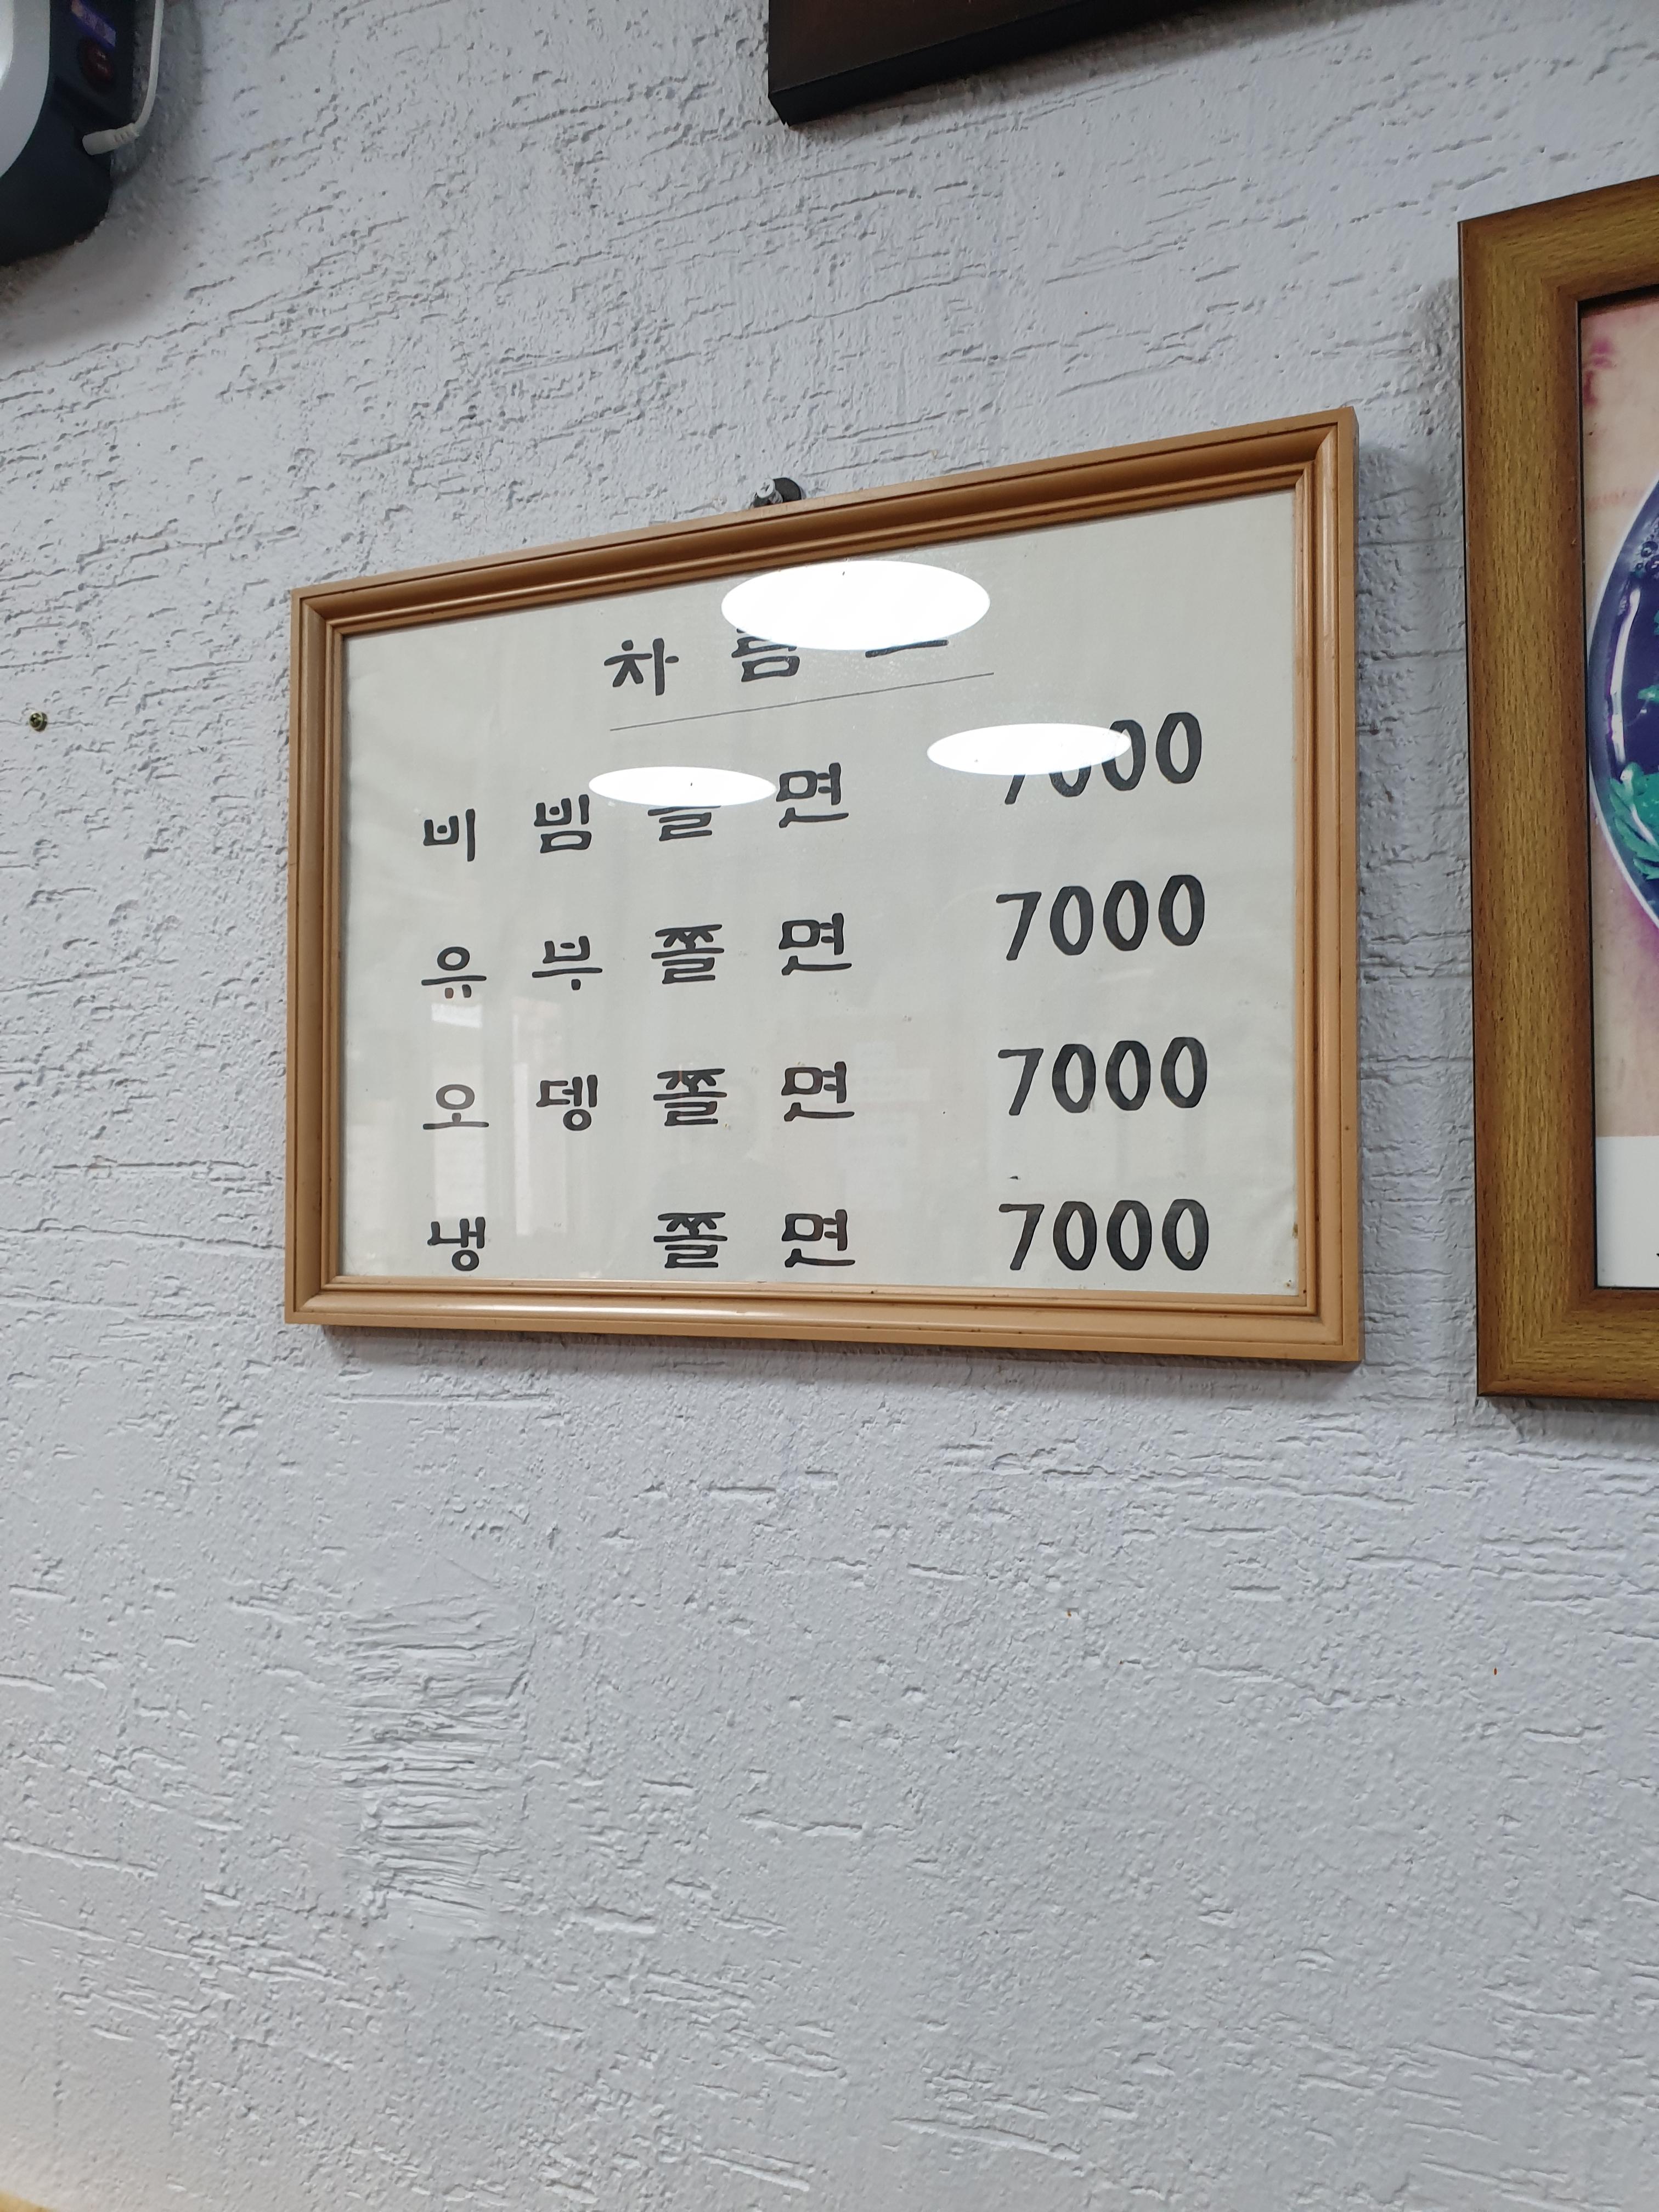 차 림
비 빔 쫄 면 7000
유 부 쫄 면 7000
오 뎅 쫄 면 7000
냉 쫄 면 7000